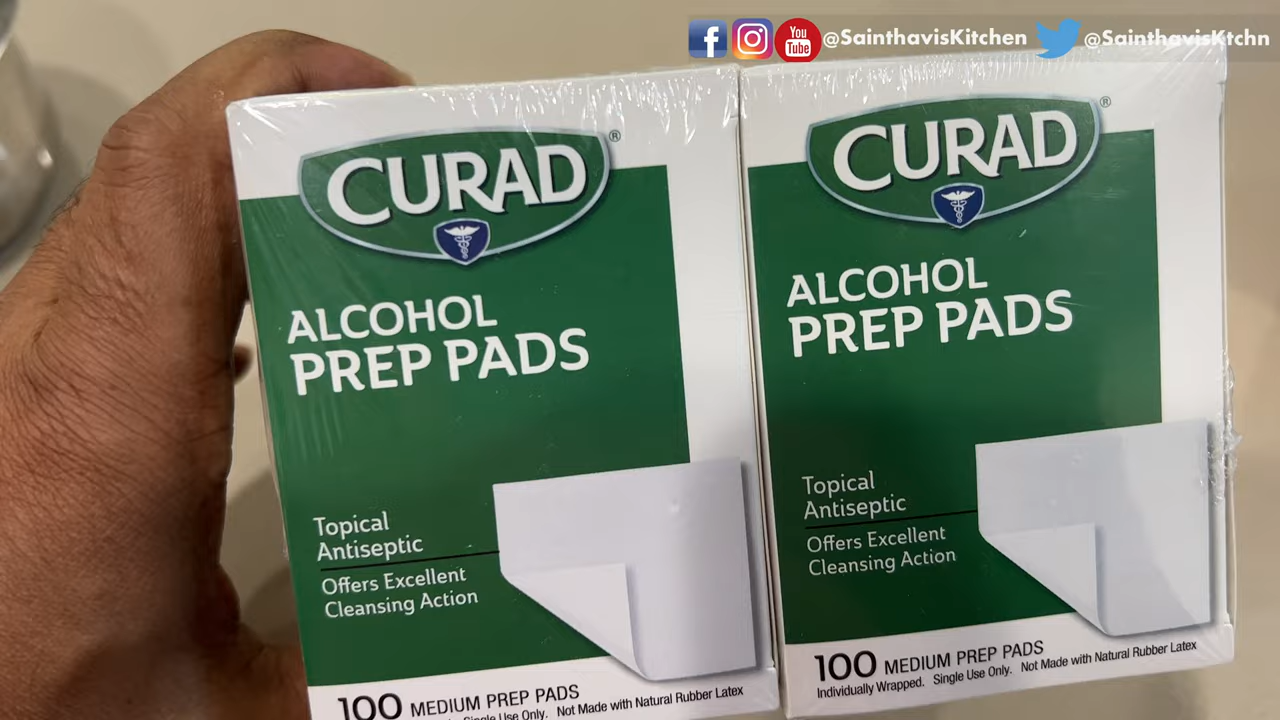 f You Tube @SainthavisKitchen @SainthavisKtchn
CURAD®
ALCOHOL
PREP PADS
Topical
Antiseptic
Offers Excellent
Cleansing Action
100 MEDIUM PREP PADS
Single Use Only. Not Made with Natural Rubber Latex
CURAD®
ALCOHOL
PREP PADS
Topical
Antiseptic
Offers Excellent
Cleansing Action
100 MEDIUM PREP PADS
Individually Wrapped. Single Use Only. Not Made with Natural Rubber Latex